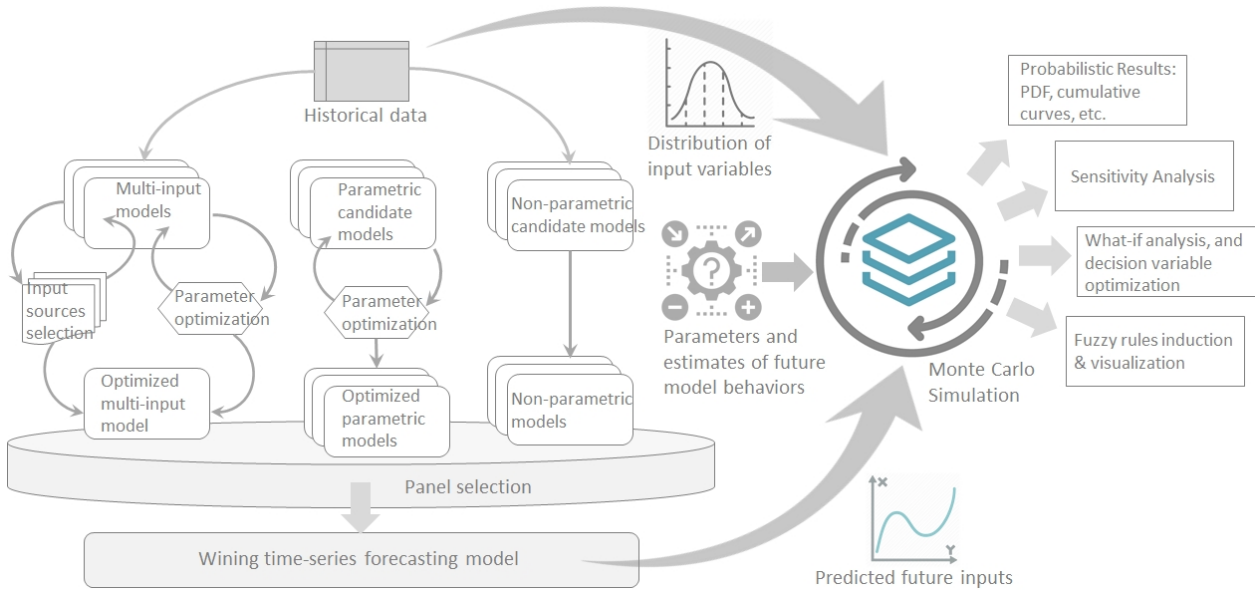 Historical data
Multi-input
models
Parametric
candidate
models
Non-parametric
candidate models
Input
sources
selection
Parameter
optimization
Parameter
optimization
Optimized
multi-input
model
Optimized
parametric
models
Non-parametric
models
Panel selection
Wining time-series forecasting model
Distribution of
input variables
?
Parameters and
estimates of future
model behaviors
Monte Carlo
Simulation
X
Y
Predicted future inputs
Probabilistic Results:
PDF, cumulative
curves, etc.
Sensitivity Analysis
What-if analysis, and
decision variable
optimization
Fuzzy rules induction
& visualization